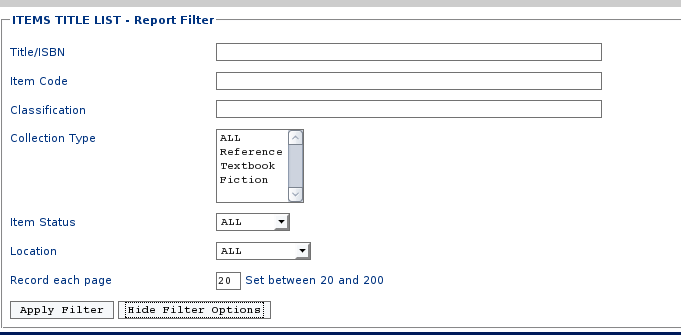 ITEMS TITLE LIST - Report Filter
Title/ISBN
Item Code
Classification
Collection Type
ALL
Reference
Textbook
Fiction
Item Status ALL
Location ALL
Record each page 20 Set between 20 and 200
Apply Filter Hide Filter Options